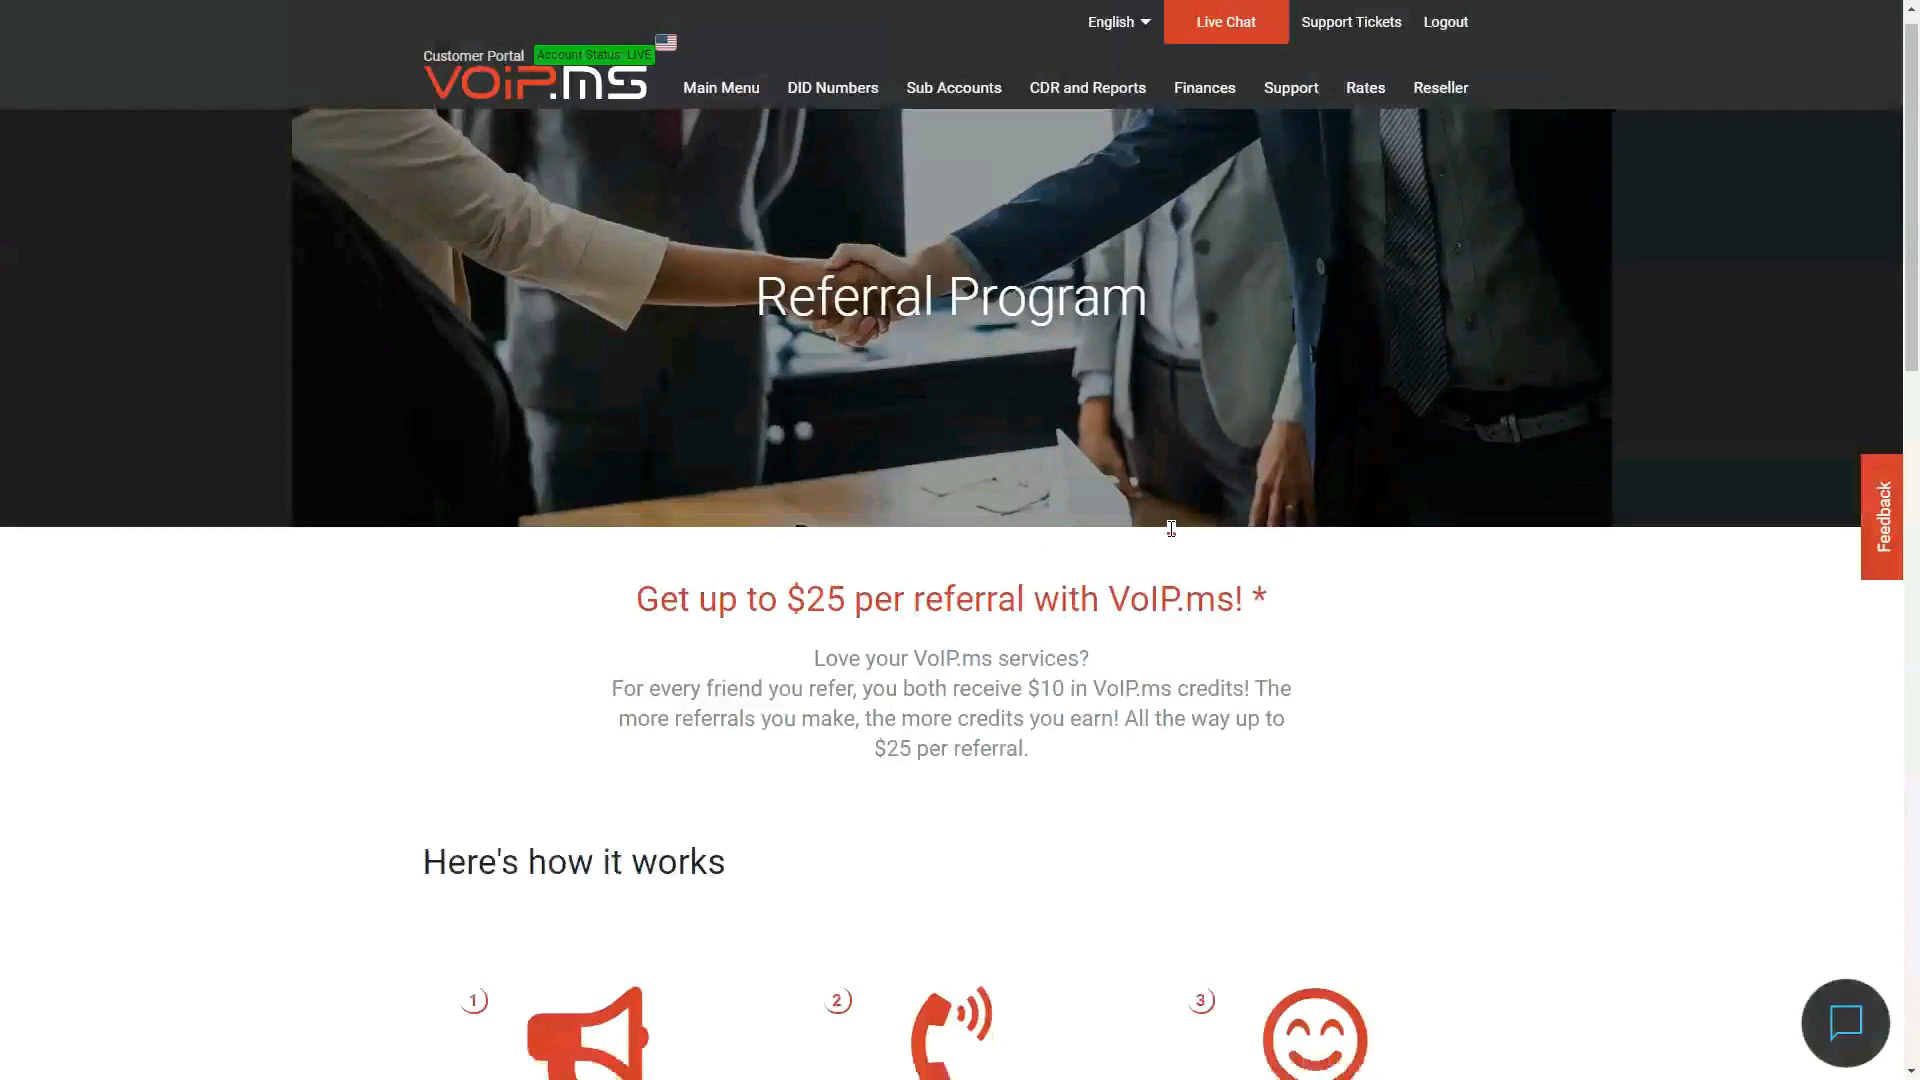 English
Live Chat
Support Tickets
Logout
Customer Portal
Account Status: LIVE
VOiP.ms
Main Menu
DID Numbers
Sub Accounts
CDR and Reports
Finances
Support
Rates
Reseller
Referral Program
Feedback
Get up to $25 per referral with VoIP.ms! *
Love your VoIP.ms services?
For every friend you refer, you both receive $10 in VoIP.ms credits! The
more referrals you make, the more credits you earn! All the way up to
$25 per referral.
Here's how it works
1
2
3